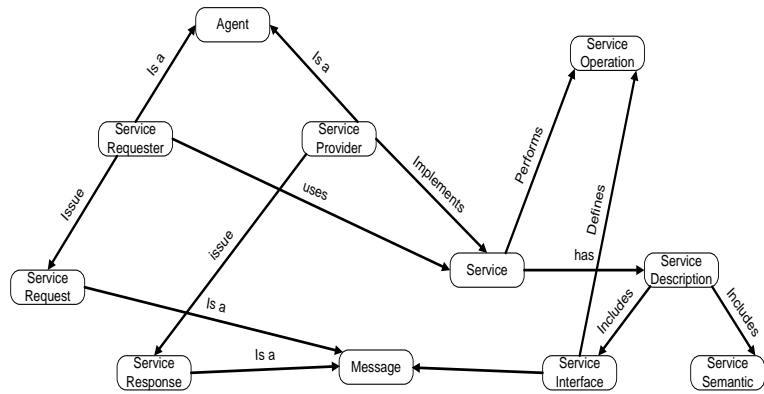 Agent
Service
Operation
Is a
Is a
Service
Requester
Service
Provider
Performs
Implements
Defines
Issue
uses
issue
Service
has
Service
Description
Service
Request
Is a
Includes
Includes
Is a
Service
Response
Message
Service
Interface
Service
Semantic